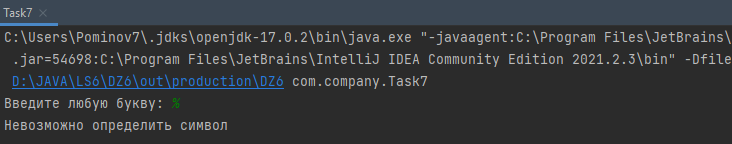 Task7
C:\Users\Pominov7\.jdks\openjdk-17.0.2\bin\java.exe "-javaagent:C:\Program Files\JetBrains\
.jar=54698:C:\Program Files\JetBrains\IntelliJ IDEA Community Edition 2021.2.3\bin" -Dfile
D:\JAVA\LS6\DZ6\out\production\DZ6 com.company.Task7
Введите любую букву: %
Невозможно определить символ